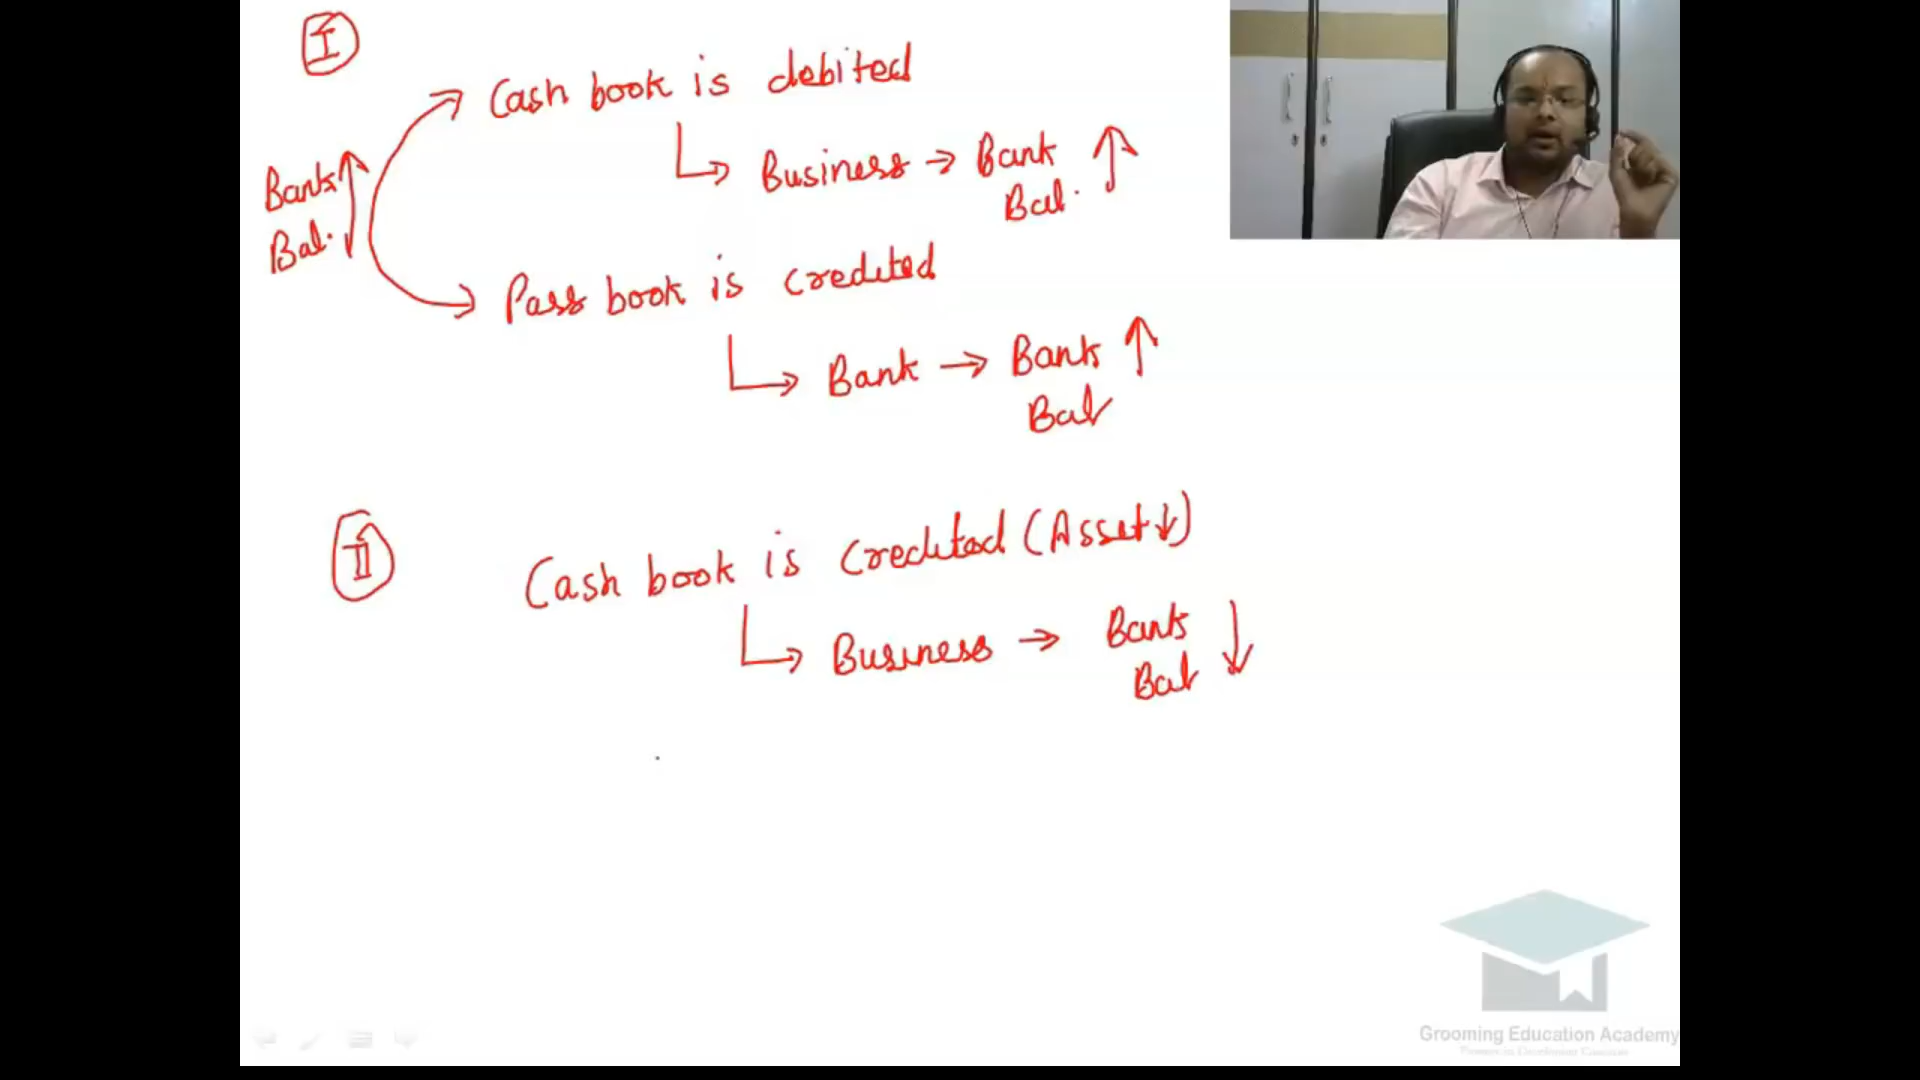 I
Cash book is debited
Business → Bank Bal. ↑
Bank Bal. ↑
Pass book is credited
Bank → Bank Bal ↑
II
Cash book is credited (Asset↓)
Business → Bank Bal ↓
Grooming Education Academy